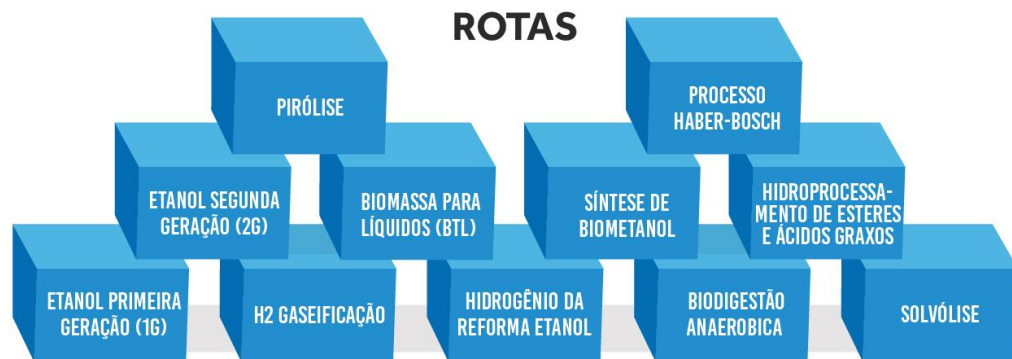 ROTAS
PIRÓLISE
PROCESSO
HABER-BOSCH
ETANOL SEGUNDA
GERAÇÃO (2G)
BIOMASSA PARA
LÍQUIDOS (BTL)
SÍNTESE DE
BIOMETANOL
HIDROPROCESSA-
MENTO DE ESTERES
E ÁCIDOS GRAXOS
ETANOL PRIMEIRA
GERAÇÃO (1G)
H2 GASEIFICAÇÃO
HIDROGÊNIO DA
REFORMA ETANOL
BIODIGESTÃO
ANAEROBICA
SOLVÓLISE